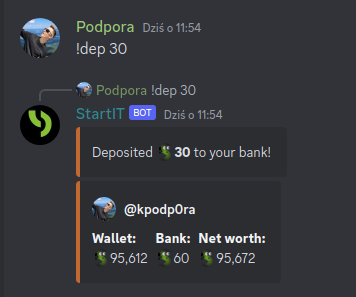 Podpora Dziś o 11:54
!dep 30
Podpora !dep 30
StartIT BOT Dziś o 11:54
Deposited 30 to your bank!
@kpodp0ra
Wallet: Bank: Net worth:
95,612 60 95,672